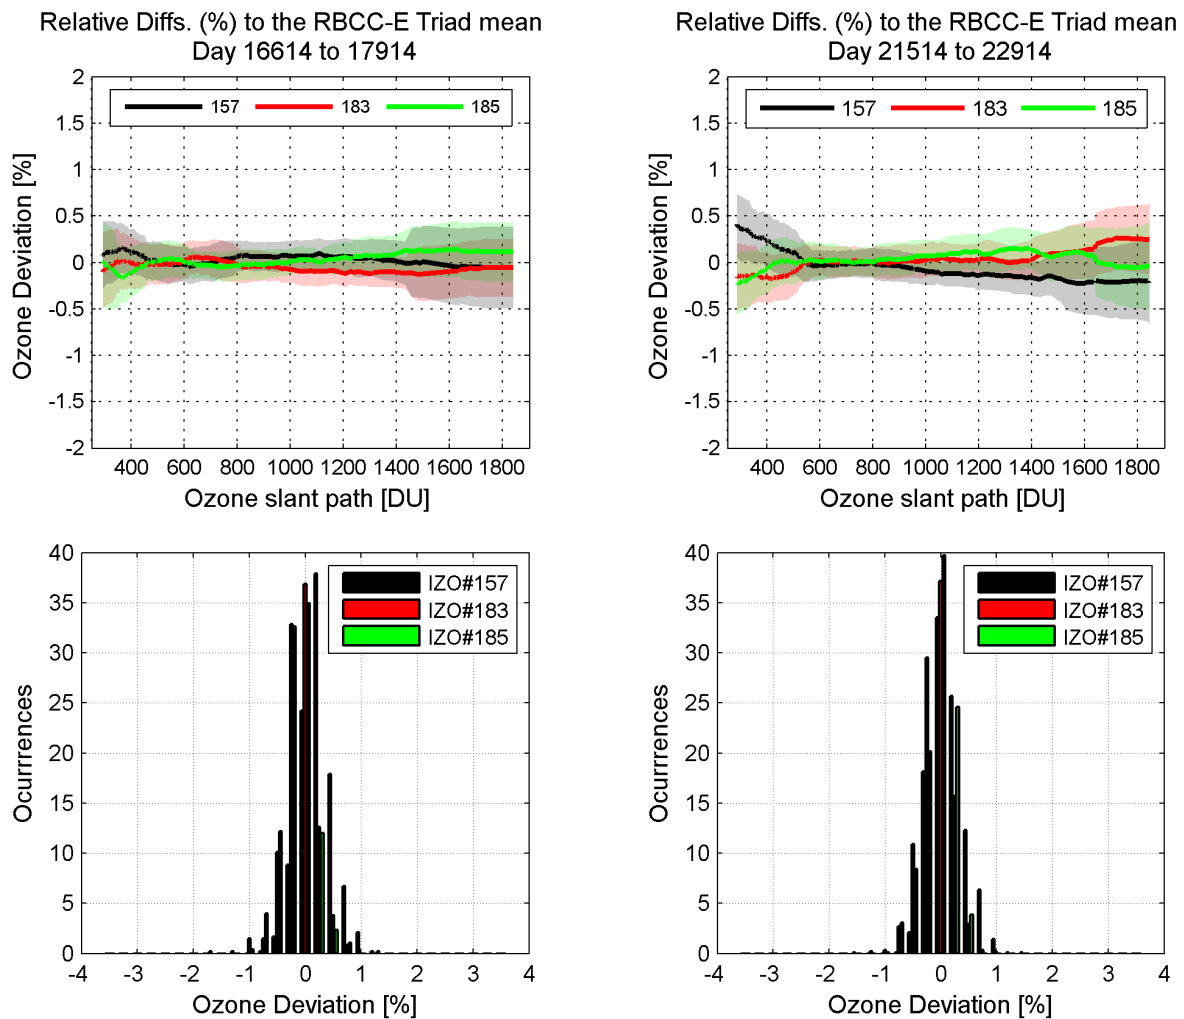 Relative Diffs. (%) to the RBCC-E Triad mean
Day 16614 to 17914
2
1.5
1
0.5
0
-0.5
-1
-1.5
-2
157 183 185
Ozone Deviation [%]
400 600 800 1000 1200 1400 1600 1800
Ozone slant path [DU]
Relative Diffs. (%) to the RBCC-E Triad mean
Day 21514 to 22914
2
1.5
1
0.5
0
-0.5
-1
-1.5
-2
157 183 185
Ozone Deviation [%]
400 600 800 1000 1200 1400 1600 1800
Ozone slant path [DU]
40
35
30
25
20
15
10
5
0
IZO#157
IZO#183
IZO#185
Ocurrrences
-4 -3 -2 -1 0 1 2 3 4
Ozone Deviation [%]
40
35
30
25
20
15
10
5
0
IZO#157
IZO#183
IZO#185
Ocurrrences
-4 -3 -2 -1 0 1 2 3 4
Ozone Deviation [%]